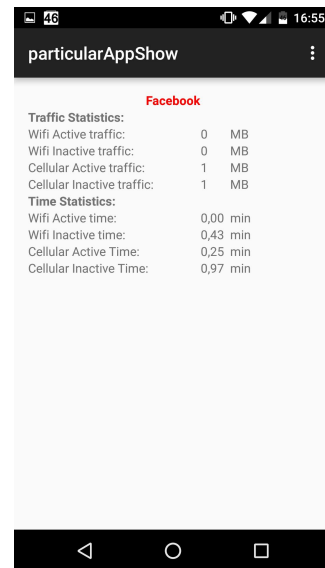 46 16:55
particularAppShow
Facebook
Traffic Statistics:
Wifi Active traffic: 0 MB
Wifi Inactive traffic: 0 MB
Cellular Active traffic: 1 MB
Cellular Inactive traffic: 1 MB
Time Statistics:
Wifi Active time: 0,00 min
Wifi Inactive time: 0,43 min
Cellular Active Time: 0,25 min
Cellular Inactive Time: 0,97 min